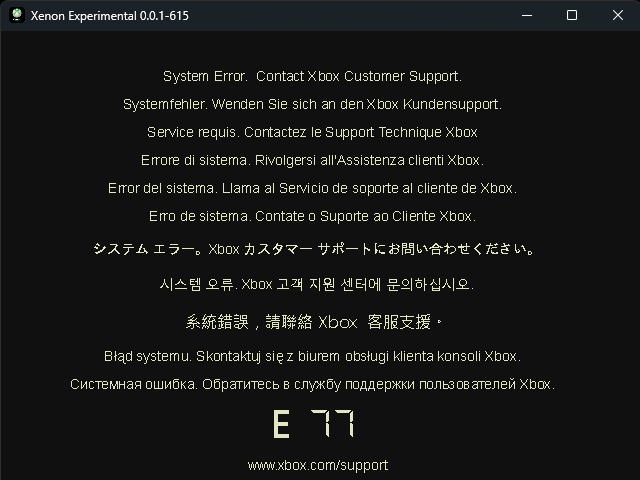 Xenon Experimental 0.0.1-615
System Error.  Contact Xbox Customer Support.
Systemfehler. Wenden Sie sich an den Xbox Kundensupport.
Service requis. Contactez le Support Technique Xbox
Errore di sistema. Rivolgersi all'Assistenza clienti Xbox.
Error del sistema. Llama al Servicio de soporte al cliente de Xbox.
Erro de sistema. Contate o Suporte ao Cliente Xbox.
システム エラー。Xbox カスタマー サポートにお問い合わせください。
시스템 오류. Xbox 고객 지원 센터에 문의하십시오.
系統錯誤，請聯絡 Xbox  客服支援。
Błąd systemu. Skontaktuj się z biurem obsługi klienta konsoli Xbox.
Системная ошибка. Обратитесь в службу поддержки пользователей Xbox.
E 77
www.xbox.com/support